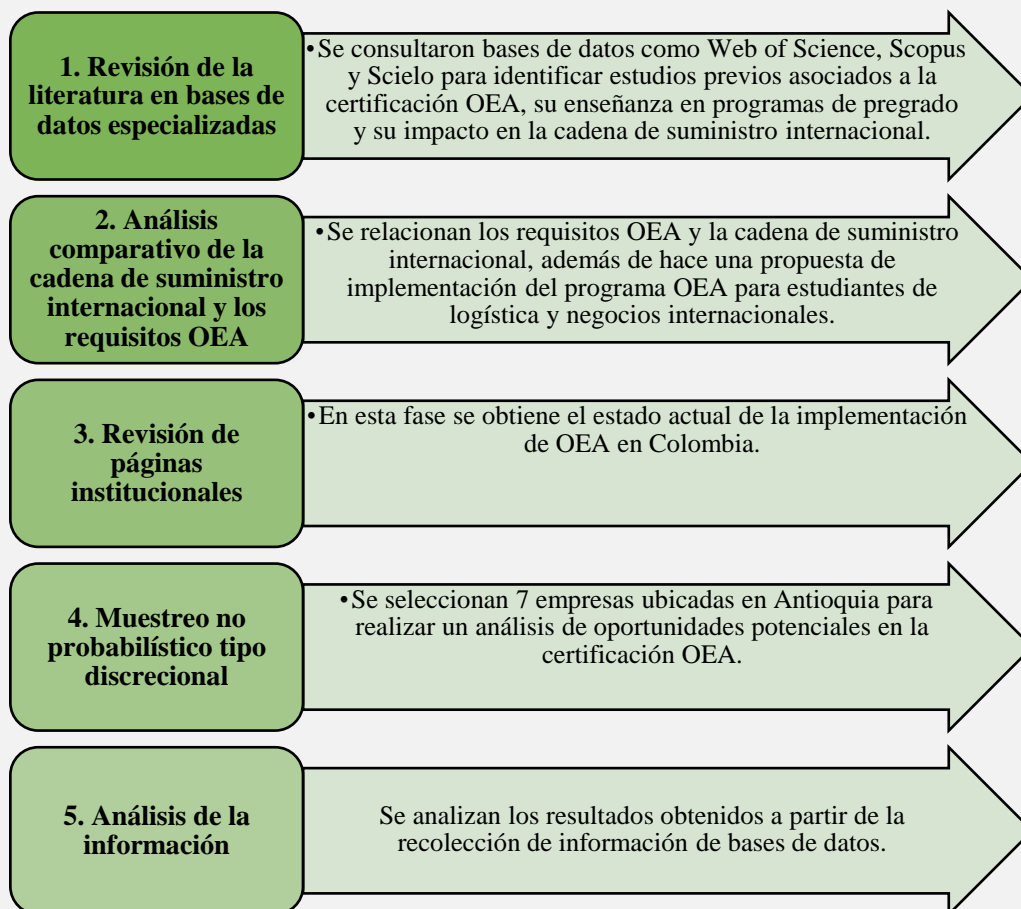 1. Revisión de la
literatura en bases de
datos especializadas
•Se consultaron bases de datos como Web of Science, Scopus
y Scielo para identificar estudios previos asociados a la
certificación OEA, su enseñanza en programas de pregrado
y su impacto en la cadena de suministro internacional.
2. Análisis
comparativo de la
cadena de suministro
internacional y los
requisitos OEA
•Se relacionan los requisitos OEA y la cadena de suministro
internacional, además de hace una propuesta de
implementación del programa OEA para estudiantes de
logística y negocios internacionales.
3. Revisión de
páginas
institucionales
•En esta fase se obtiene el estado actual de la implementación
de OEA en Colombia.
4. Muestreo no
probabilístico tipo
discrecional
•Se seleccionan 7 empresas ubicadas en Antioquia para
realizar un análisis de oportunidades potenciales en la
certificación OEA.
5. Análisis de la
información
Se analizan los resultados obtenidos a partir de la
recolección de información de bases de datos.